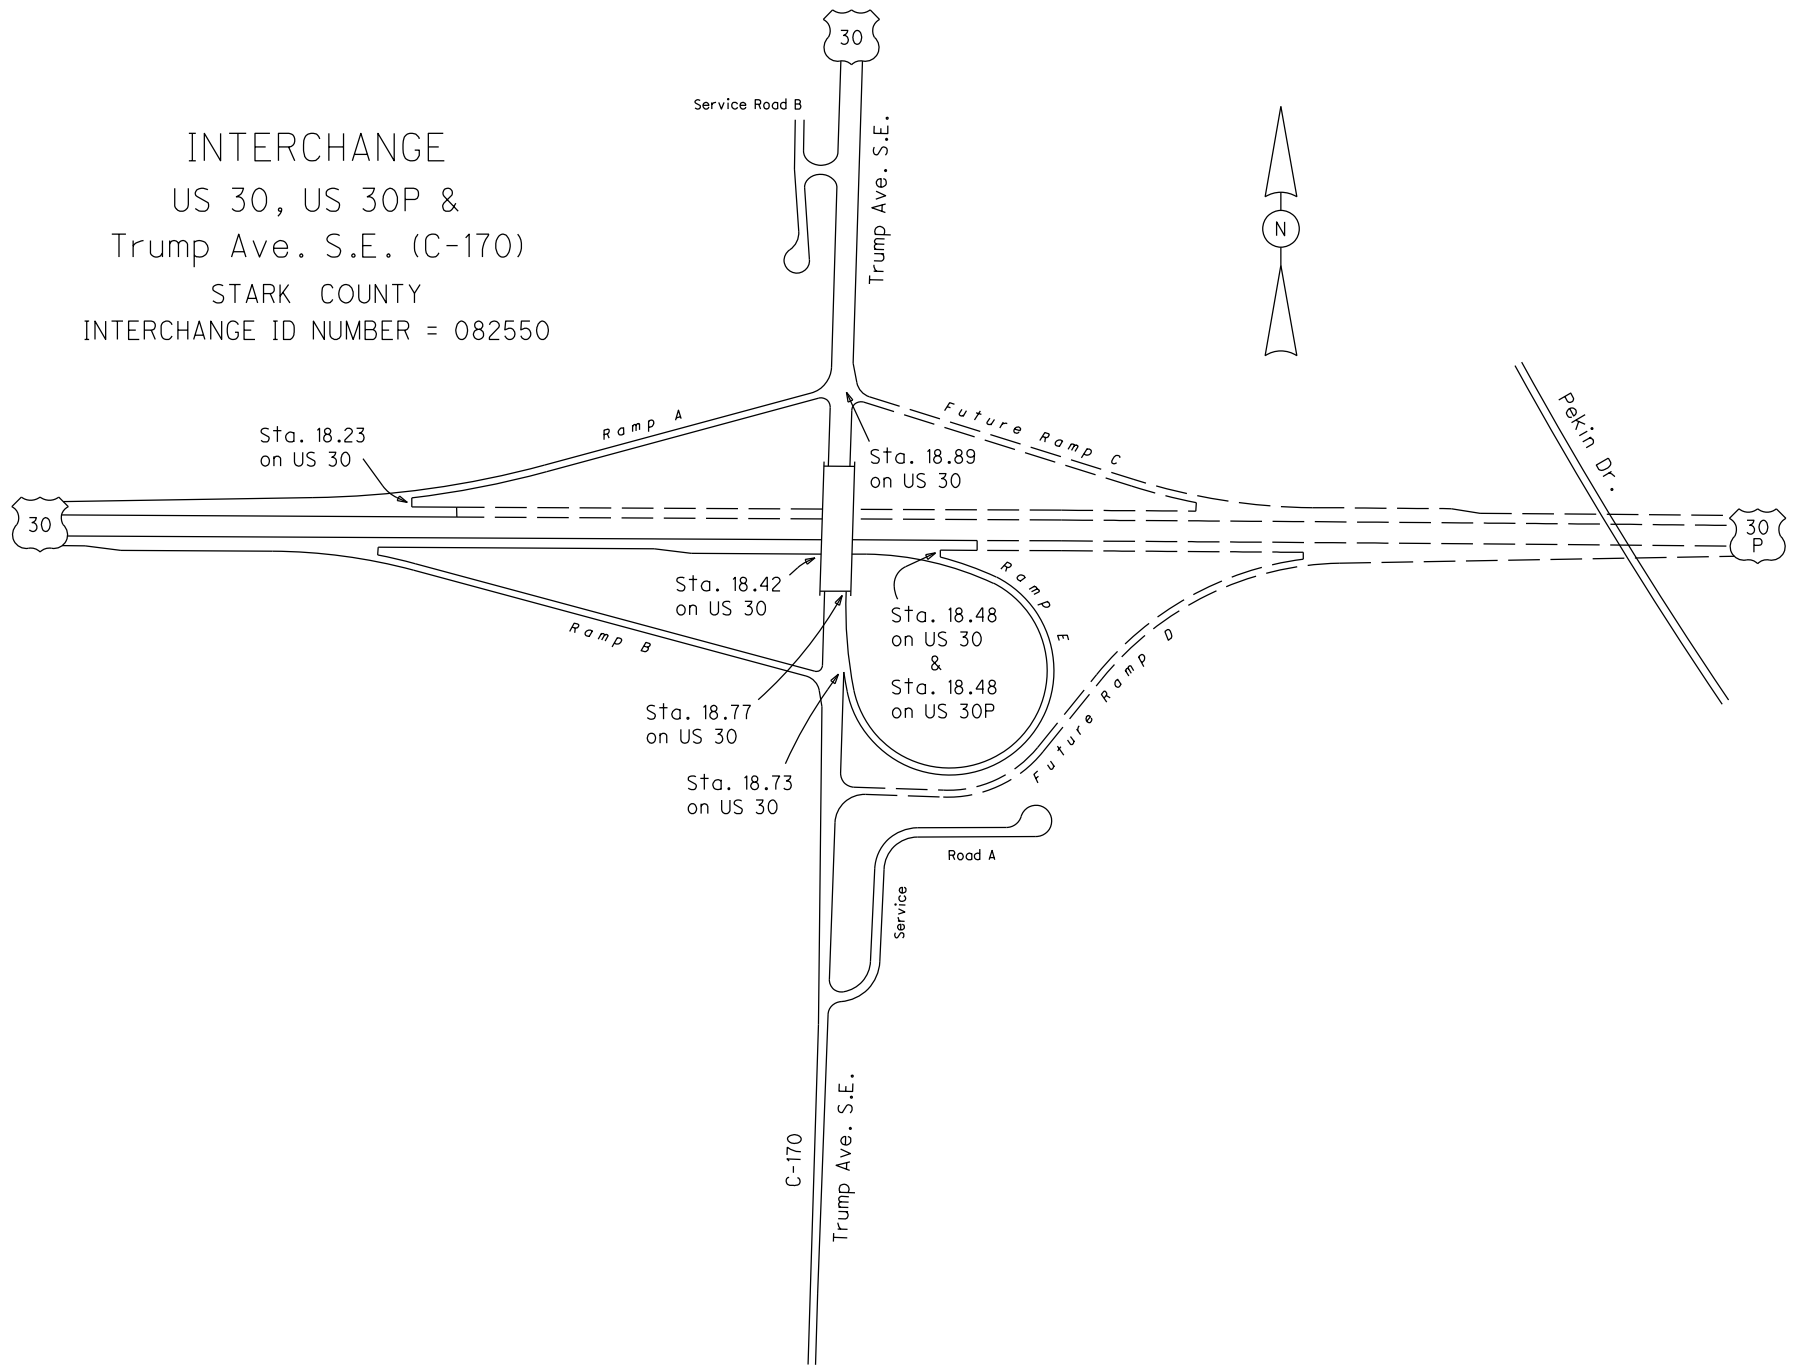 30
Service Road B
Trump Ave. S.E.
INTERCHANGE
US 30, US 30P &
Trump Ave. S.E. (C-170)
STARK COUNTY
INTERCHANGE ID NUMBER = 082550
N
Pekin Dr.
Ramp A
Future Ramp C
Sta. 18.23
on US 30
Sta. 18.89
on US 30
30
30
P
Sta. 18.42
on US 30
Ramp E
Sta. 18.48
on US 30
&
Sta. 18.48
on US 30P
Ramp B
Future Ramp D
Sta. 18.77
on US 30
Sta. 18.73
on US 30
Road A
Service
C-170
Trump Ave. S.E.